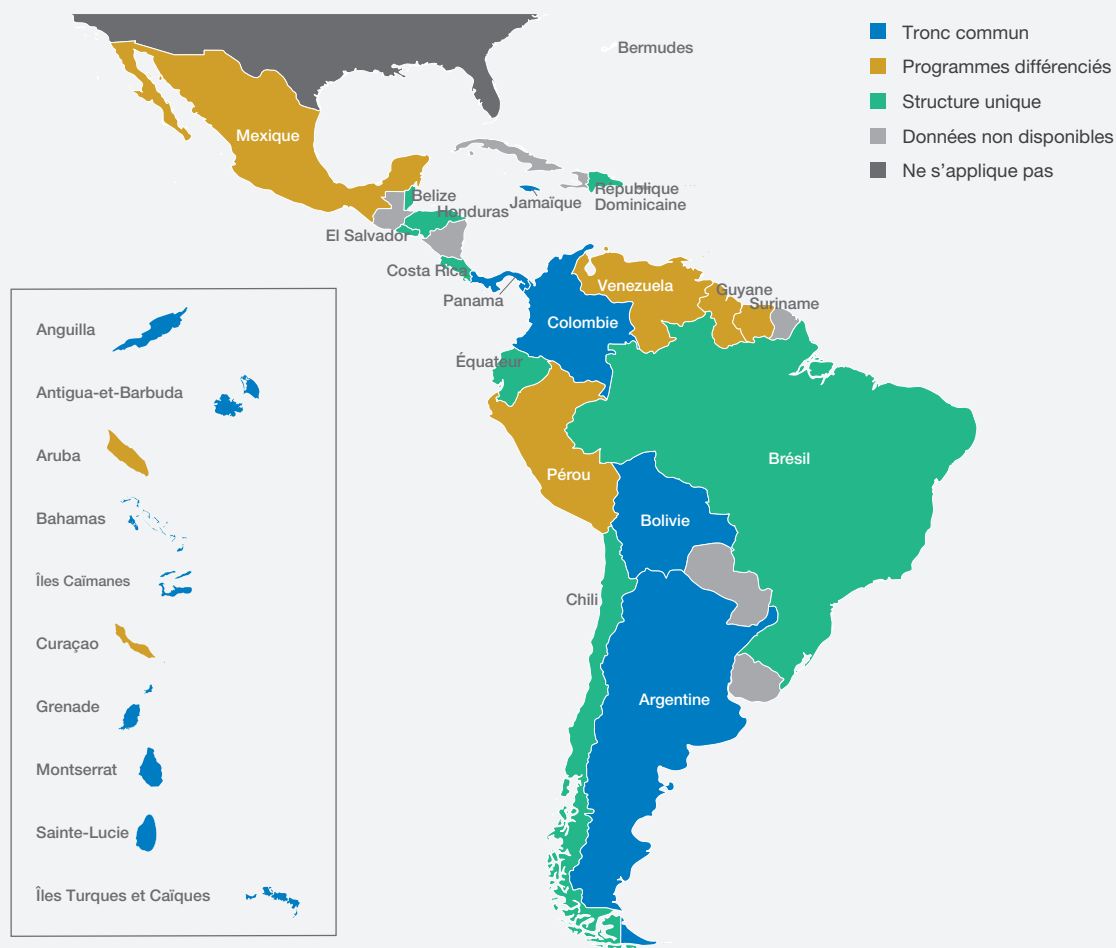 Bermudes
Tronc commun
Programmes différenciés
Structure unique
Données non disponibles
Ne s'applique pas
Mexique
Belize
Honduras
Jamaïque
République
Dominicaine
El Salvador
Costa Rica
Panama
Venezuela
Guyane
Suriname
Colombie
Équateur
Brésil
Pérou
Bolivie
Chili
Argentine
Anguilla
Antigua-et-Barbuda
Aruba
Bahamas
Îles Caïmanes
Curaçao
Grenade
Montserrat
Sainte-Lucie
Îles Turques et Caïques